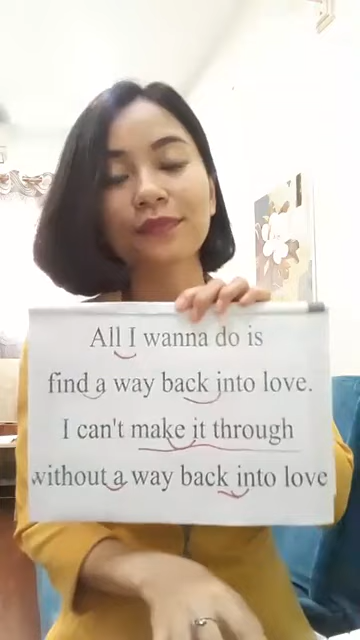 All I wanna do is
find a way back into love.
I can't make it through
without a way back into love